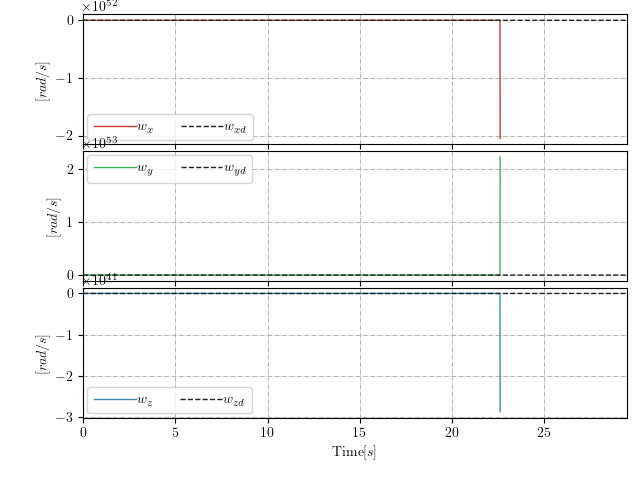 ×10^52
0
−1
−2
[rad/s]
w_x w_xd
×10^53
2
1
0
[rad/s]
w_y w_yd
×10^41
0
−1
−2
−3
[rad/s]
w_z w_zd
0 5 10 15 20 25
Time[s]